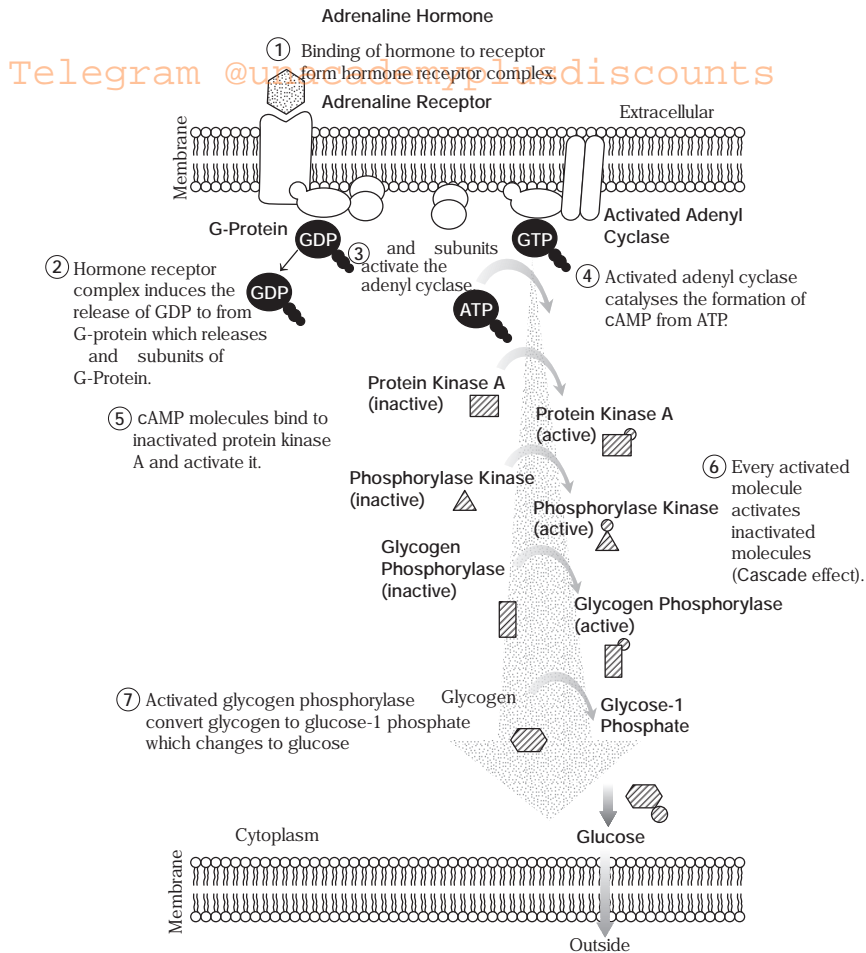 Adrenaline Hormone
① Binding of hormone to receptor
form hormone receptor complex.
Telegram @unacademyplusdiscounts
Adrenaline Receptor
Extracellular
Membrane
G-Protein
GDP
GTP
Activated Adenyl
Cyclase
② Hormone receptor
complex induces the
release of GDP to from
G-protein which releases
and subunits of
G-Protein.
GDP
③ and subunits
activate the
adenyl cyclase.
ATP
④ Activated adenyl cyclase
catalyses the formation of
cAMP from ATP.
Protein Kinase A
(inactive)
Protein Kinase A
(active)
⑤ cAMP molecules bind to
inactivated protein kinase
A and activate it.
Phosphorylase Kinase
(inactive)
Phosphorylase Kinase
(active)
⑥ Every activated
molecule
activates
inactivated
molecules
(Cascade effect).
Glycogen
Phosphorylase
(inactive)
Glycogen Phosphorylase
(active)
⑦ Activated glycogen phosphorylase
convert glycogen to glucose-1 phosphate
which changes to glucose
Glycogen
Glycose-1
Phosphate
Cytoplasm
Glucose
Membrane
Outside